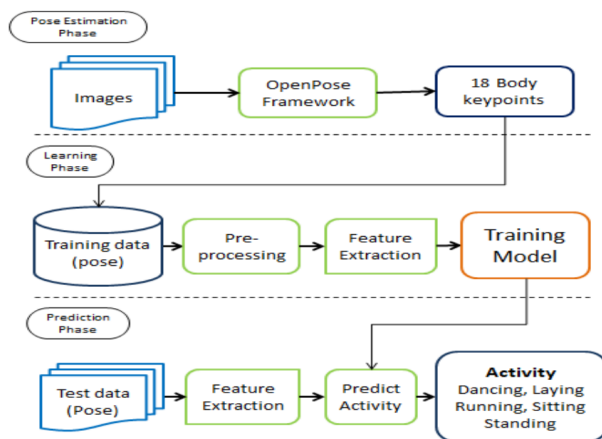 Pose Estimation
Phase
Images
OpenPose
Framework
18 Body
keypoints
Learning
Phase
Training data
(pose)
Pre-
processing
Feature
Extraction
Training
Model
Prediction
Phase
Test data
(Pose)
Feature
Extraction
Predict
Activity
Activity
Dancing, Laying
Running, Sitting
Standing